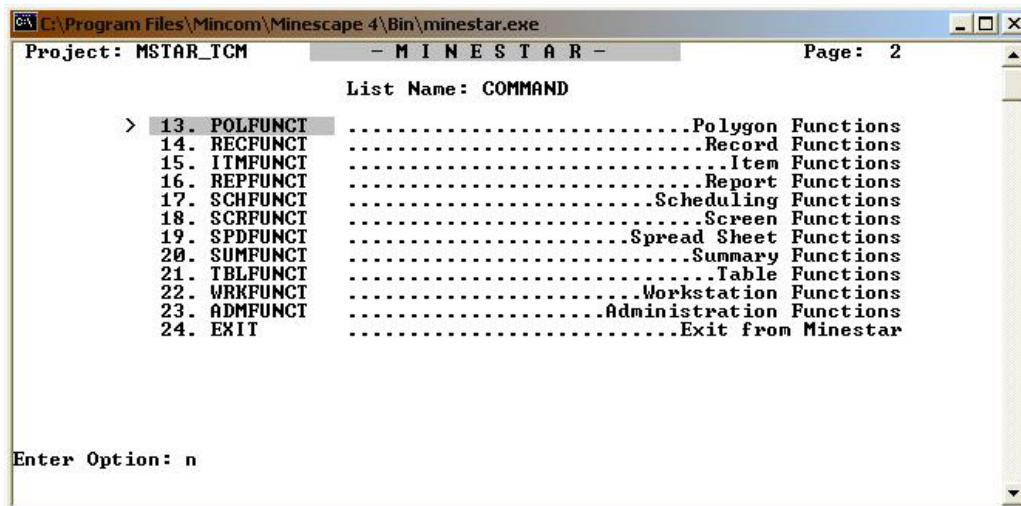 C:\Program Files\Mincom\Minescape 4\Bin\minestar.exe
Project: MSTAR_TCM - M I N E S T A R - Page: 2
List Name: COMMAND
> 13. POLFUNCT ............................Polygon Functions
14. RECFUNCT .............................Record Functions
15. ITMFUNCT ...............................Item Functions
16. REPFUNCT .............................Report Functions
17. SCHFUNCT .........................Scheduling Functions
18. SCRFUNCT .............................Screen Functions
19. SPDFUNCT .......................Spread Sheet Functions
20. SUMFUNCT ............................Summary Functions
21. TBLFUNCT ..............................Table Functions
22. WRKFUNCT ........................Workstation Functions
23. ADMFUNCT .....................Administration Functions
24. EXIT ...........................Exit from Minestar
Enter Option: n